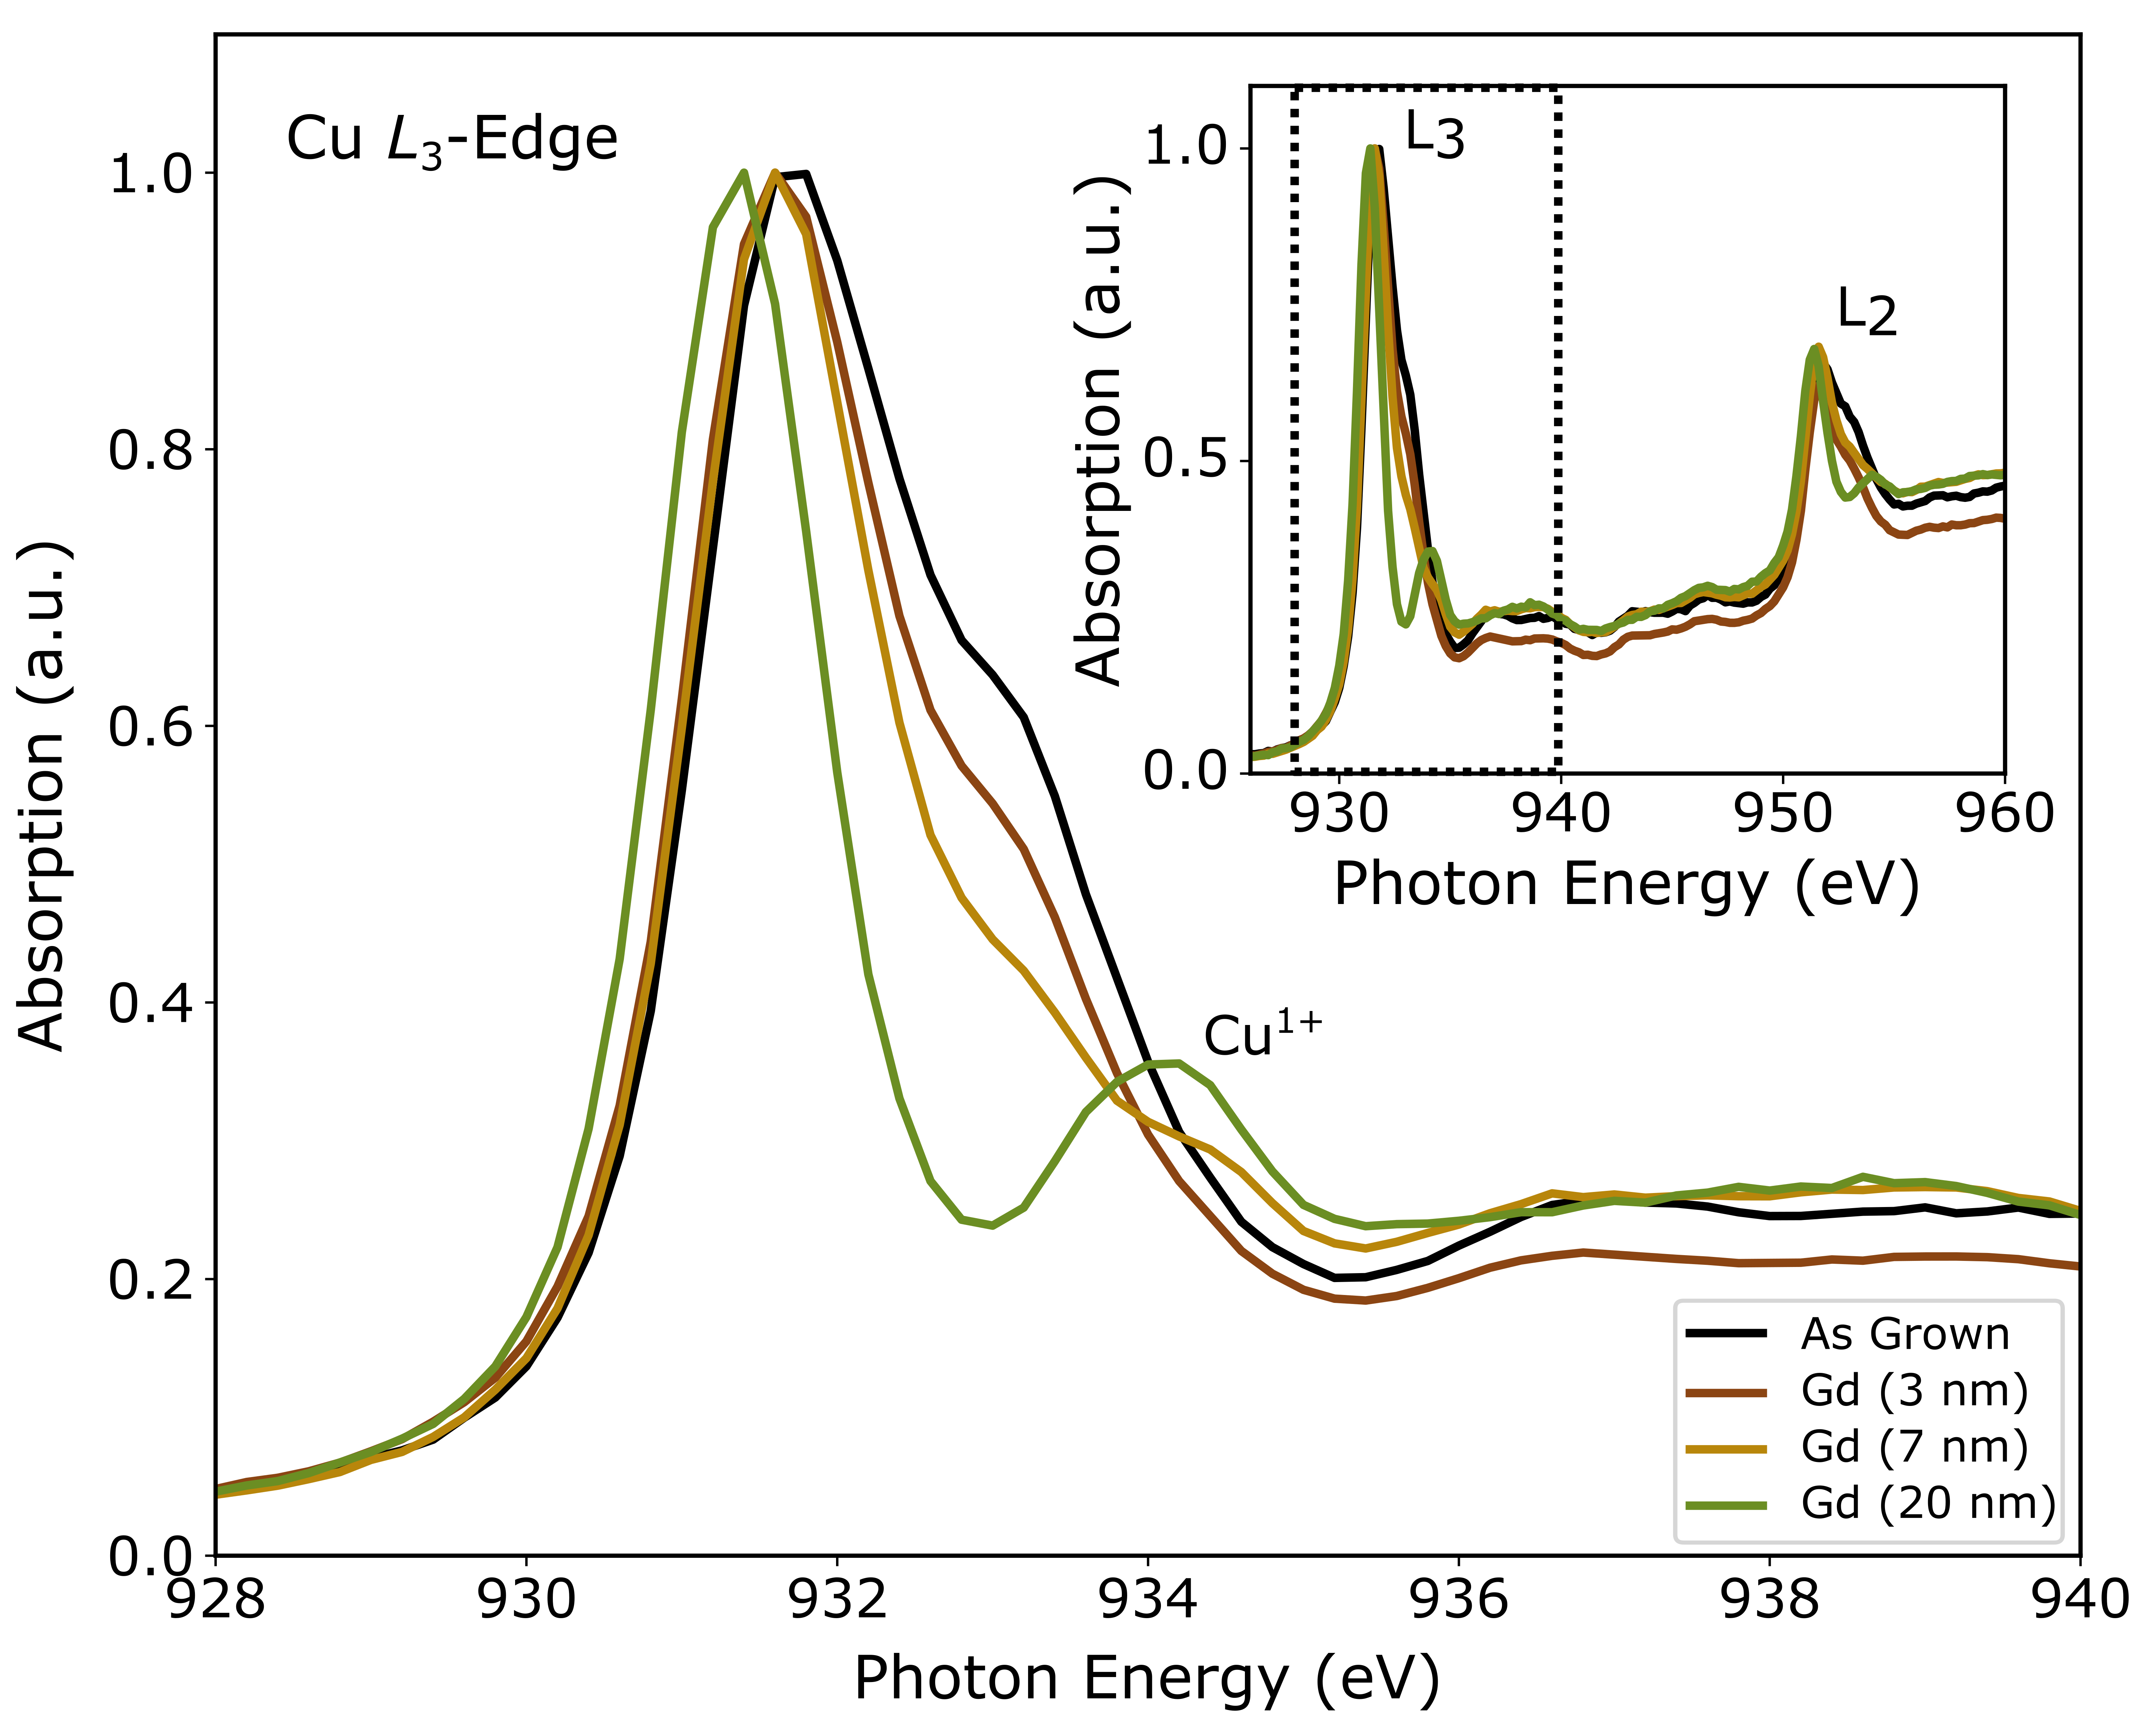 Cu L₃-Edge
Absorption (a.u.)
1.0
0.8
0.6
0.4
0.2
0.0
928 930 932 934 936 938 940
Photon Energy (eV)
Cu¹⁺
Absorption (a.u.)
1.0
0.5
0.0
L₃
L₂
930 940 950 960
Photon Energy (eV)
As Grown
Gd (3 nm)
Gd (7 nm)
Gd (20 nm)